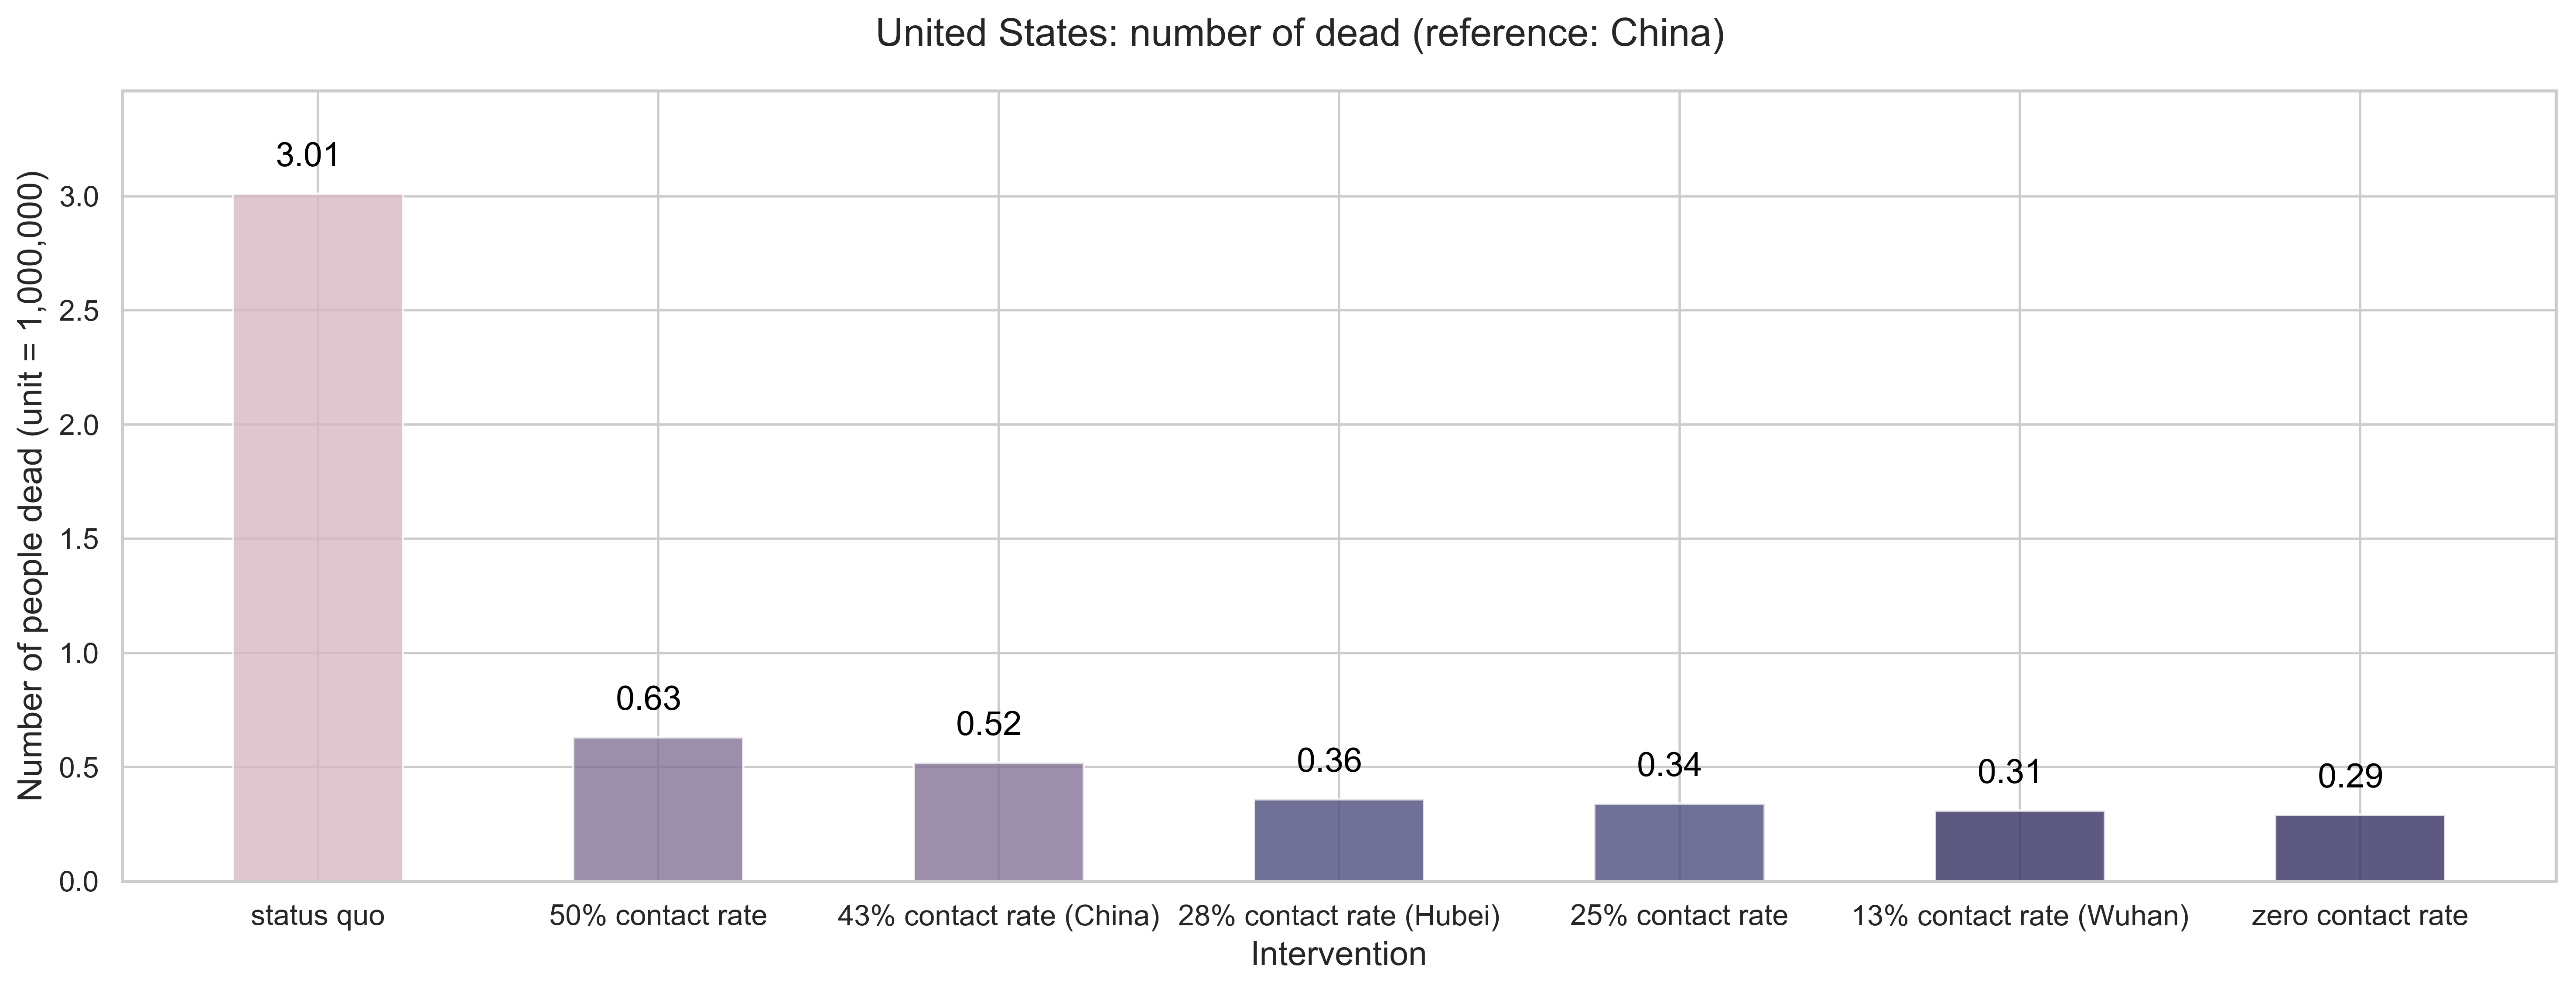 United States: number of dead (reference: China)
Number of people dead (unit = 1,000,000)
3.0
2.5
2.0
1.5
1.0
0.5
0.0
3.01
0.63
0.52
0.36
0.34
0.31
0.29
status quo
50% contact rate
43% contact rate (China)
28% contact rate (Hubei)
25% contact rate
13% contact rate (Wuhan)
zero contact rate
Intervention